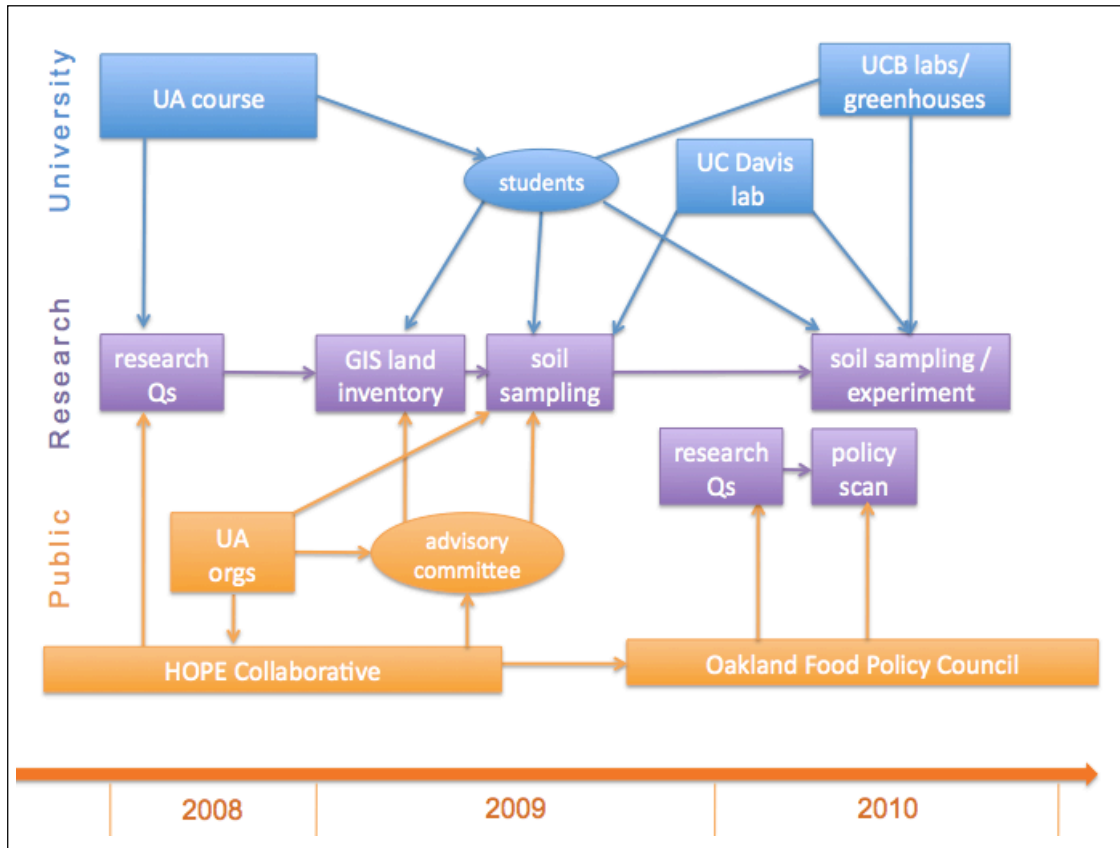 University
UA course
UCB labs/
greenhouses
students
UC Davis
lab
Research
research
Qs
GIS land
inventory
soil
sampling
soil sampling /
experiment
research
Qs
policy
scan
Public
UA
orgs
advisory
committee
HOPE Collaborative
Oakland Food Policy Council
2008
2009
2010